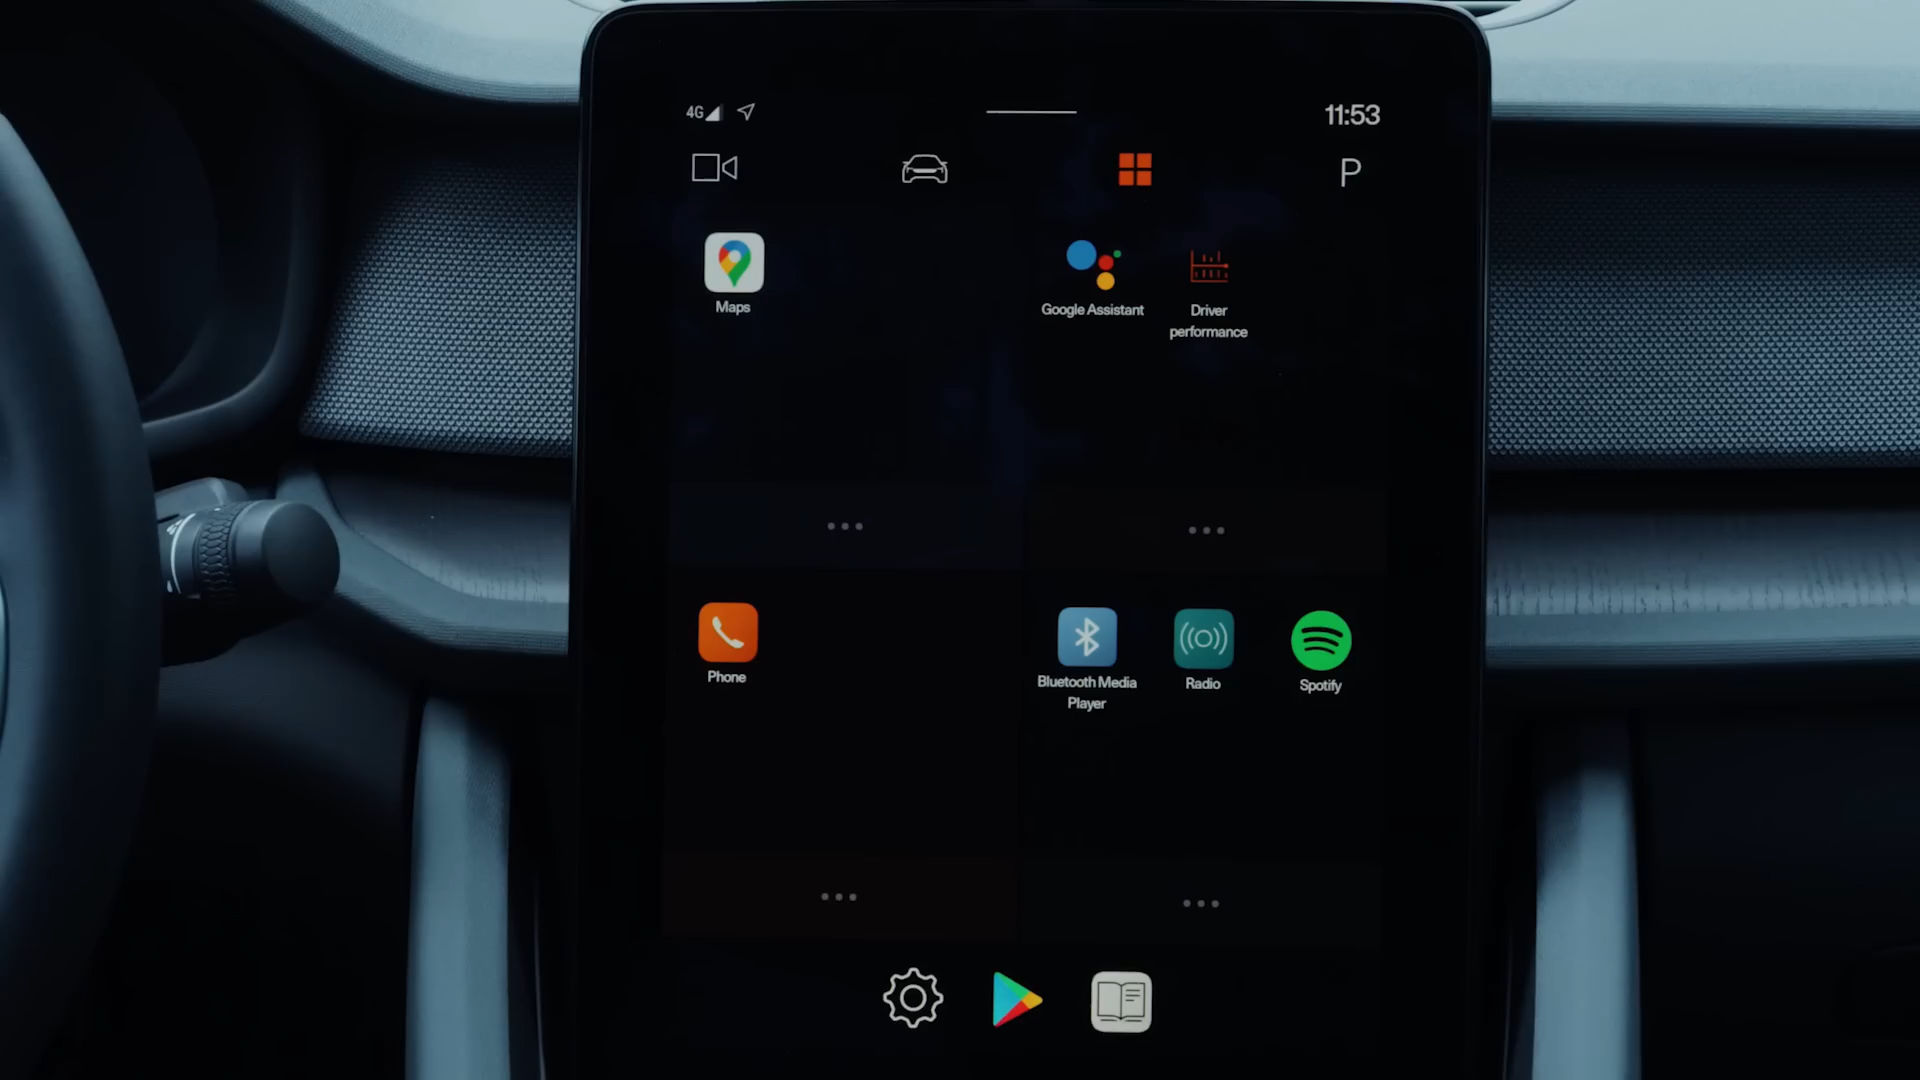 4G
11:53
P
Maps
Google Assistant
Driver
performance
Phone
Bluetooth Media
Player
Radio
Spotify